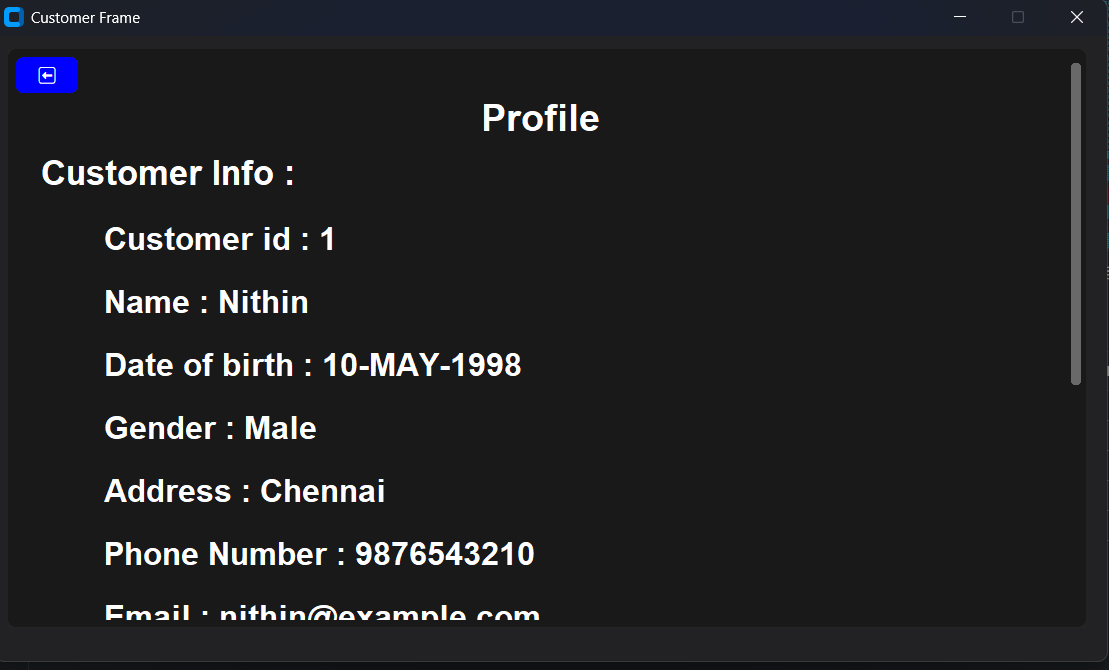 Customer Frame
Profile
Customer Info :
Customer id : 1
Name : Nithin
Date of birth : 10-MAY-1998
Gender : Male
Address : Chennai
Phone Number : 9876543210
Email : nithin@example.com